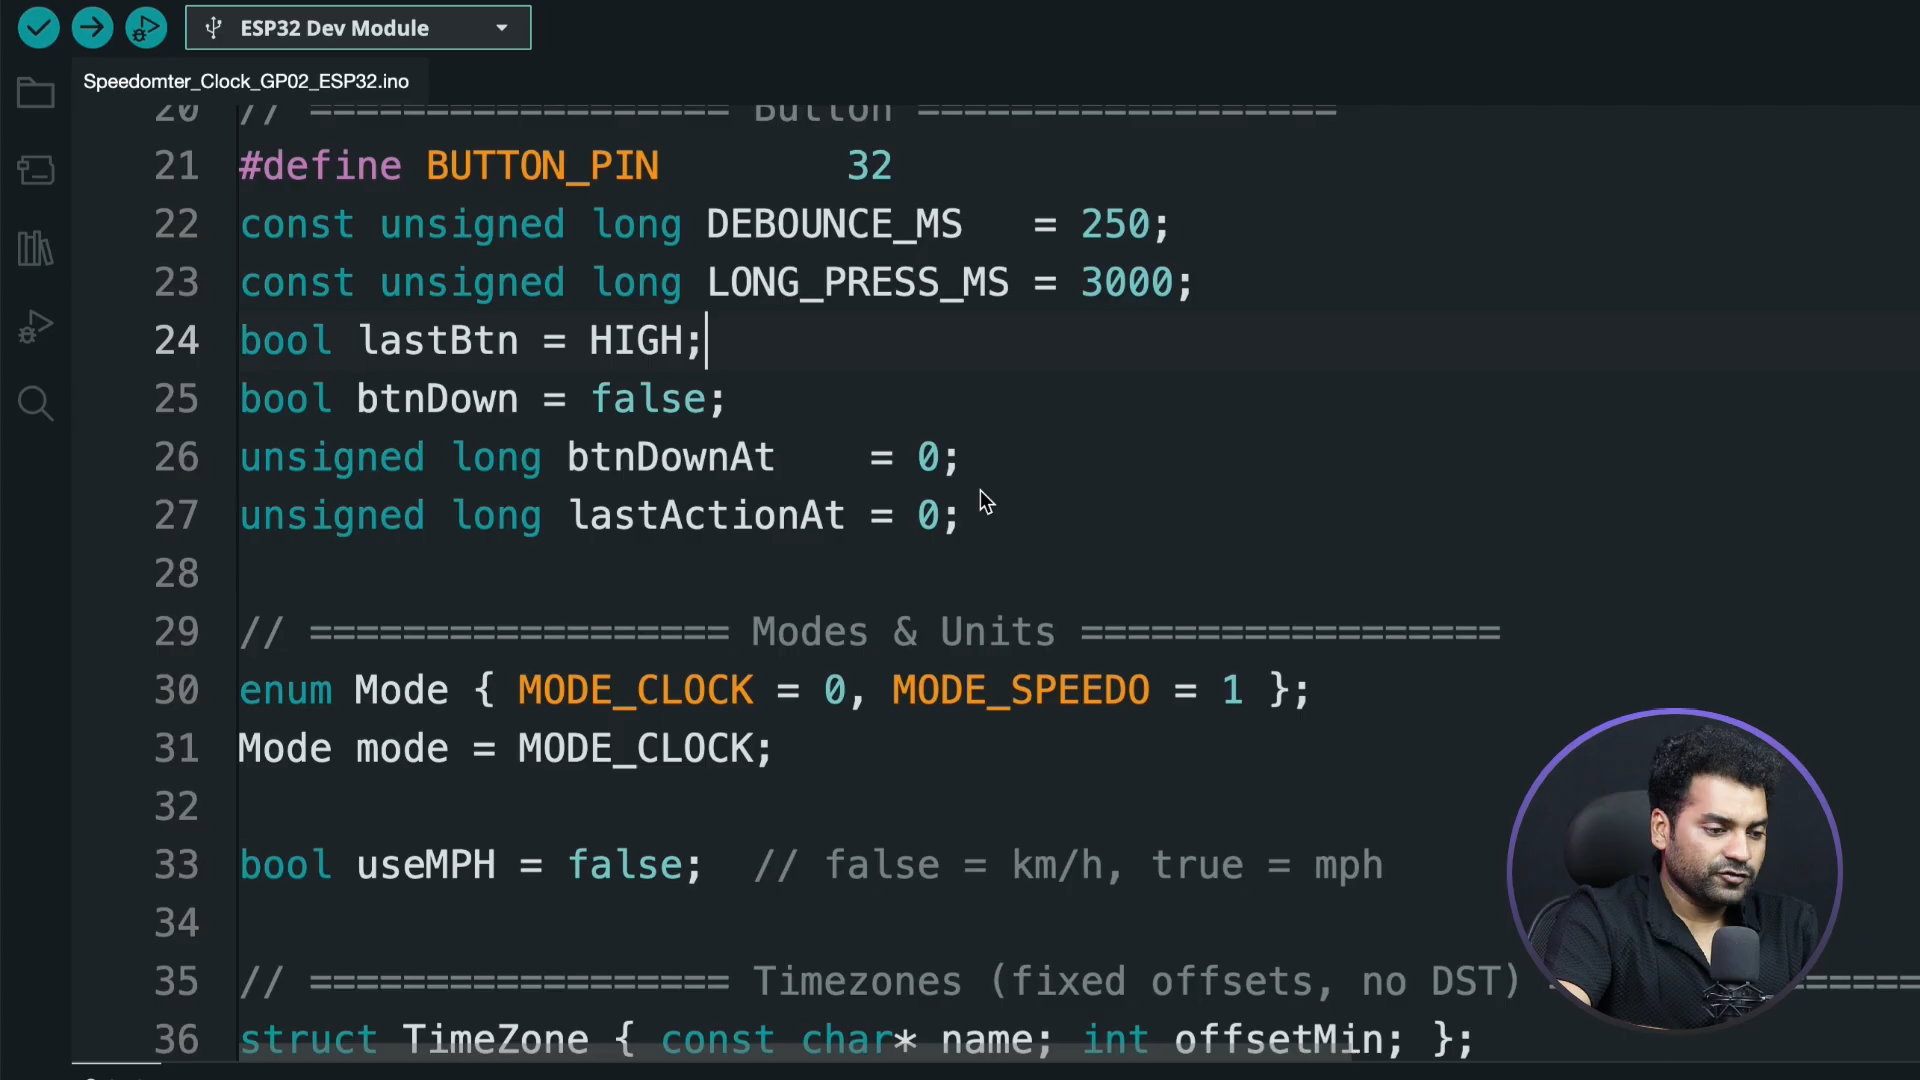 ESP32 Dev Module
Speedomter_Clock_GP02_ESP32.ino
20 // ================== Button ==================
21 #define BUTTON_PIN        32
22 const unsigned long DEBOUNCE_MS   = 250;
23 const unsigned long LONG_PRESS_MS = 3000;
24 bool lastBtn = HIGH;
25 bool btnDown = false;
26 unsigned long btnDownAt    = 0;
27 unsigned long lastActionAt = 0;
28
29 // ================== Modes & Units ==================
30 enum Mode { MODE_CLOCK = 0, MODE_SPEEDO = 1 };
31 Mode mode = MODE_CLOCK;
32
33 bool useMPH = false;  // false = km/h, true = mph
34
35 // ================== Timezones (fixed offsets, no DST) =====
36 struct TimeZone { const char* name; int offsetMin; };